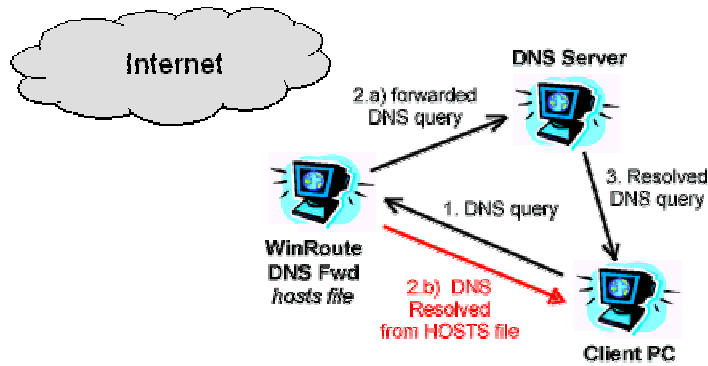 Internet
DNS Server
2.a) forwarded
DNS query
3. Resolved
DNS query
1. DNS query
WinRoute
DNS Fwd
hosts file
2.b) DNS
Resolved
from HOSTS file
Client PC